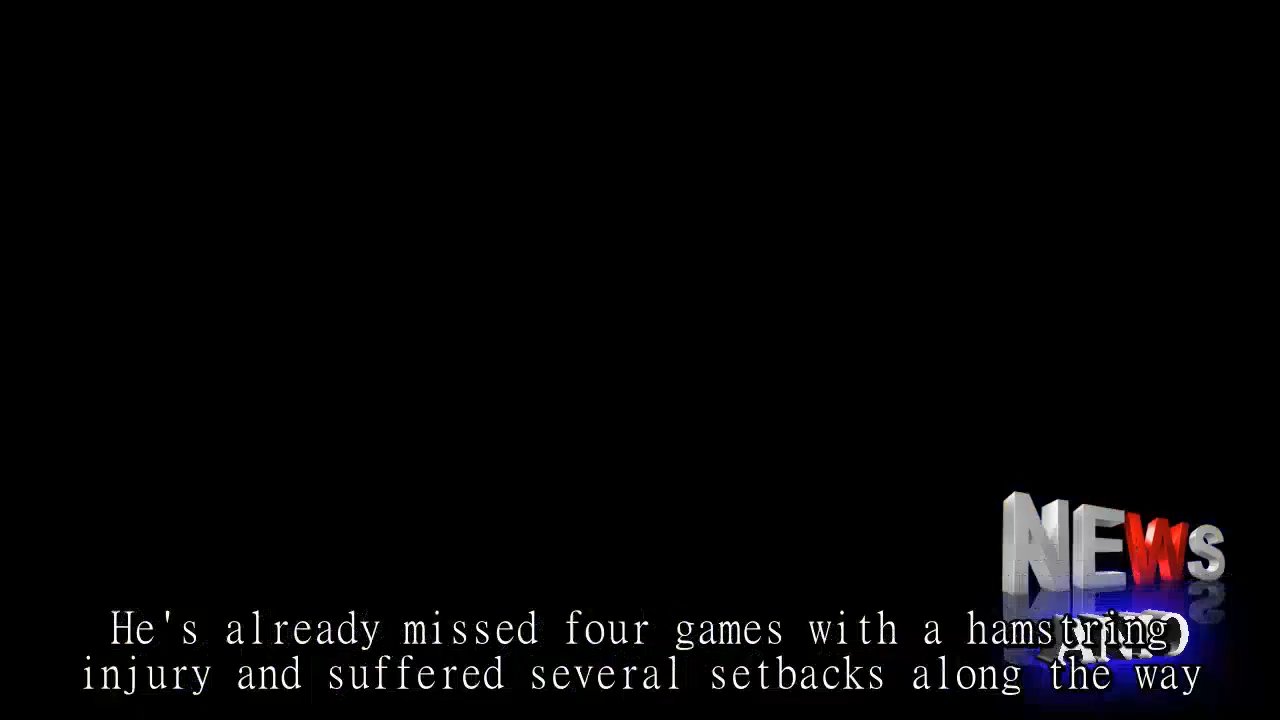 NEWS
He's already missed four games with a hamstring
injury and suffered several setbacks along the way